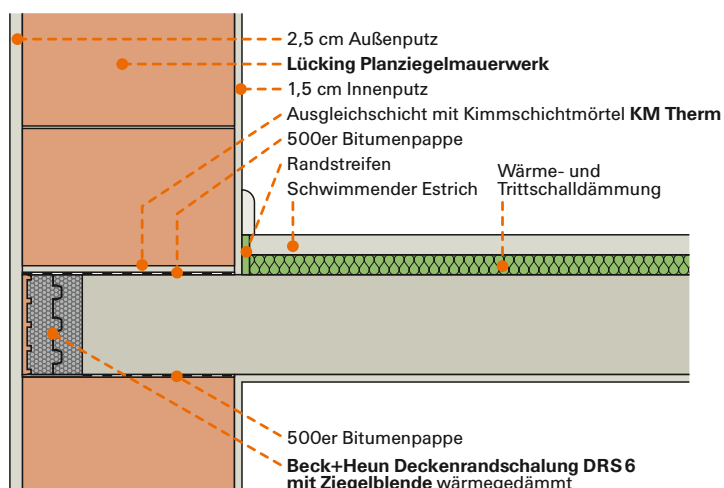 2,5 cm Außenputz
Lücking Planziegelmauerwerk
1,5 cm Innenputz
Ausgleichschicht mit Kimmschichtmörtel KM Therm
500er Bitumenpappe
Randstreifen
Schwimmender Estrich
Wärme- und
Trittschalldämmung
500er Bitumenpappe
Beck+Heun Deckenrandschalung DRS 6
mit Ziegelblende wärmegedämmt